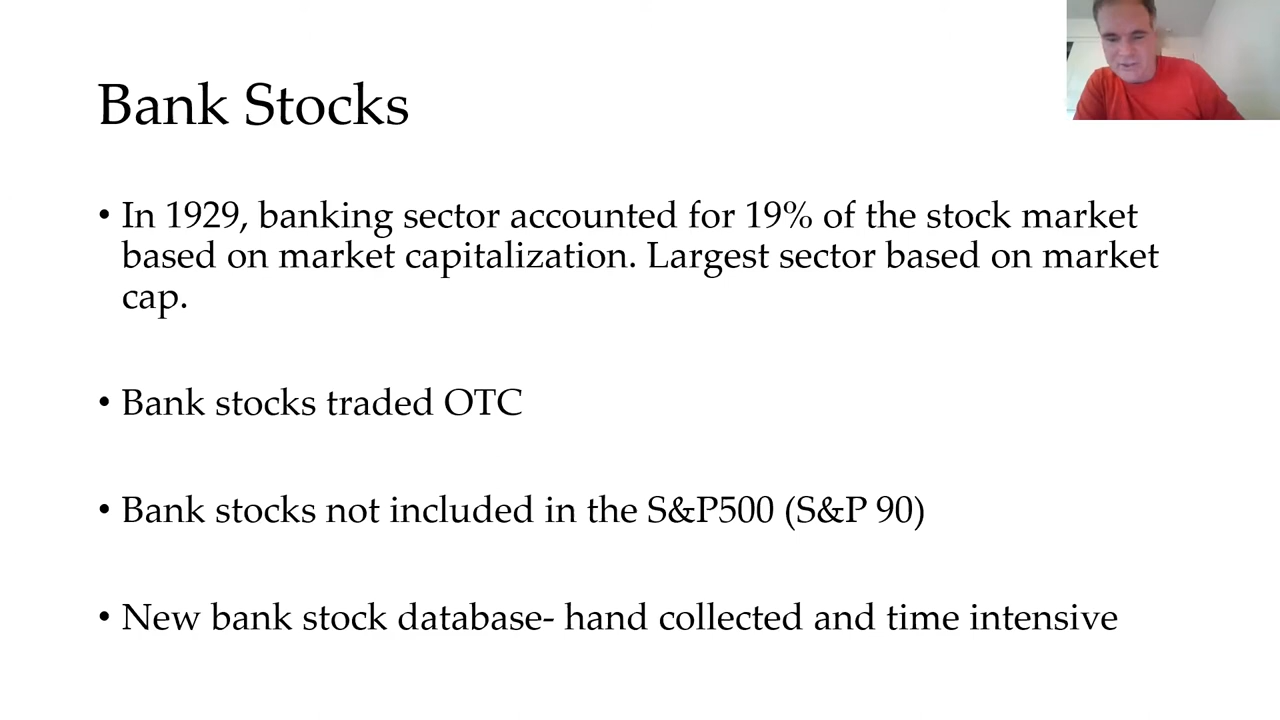 Bank Stocks
• In 1929, banking sector accounted for 19% of the stock market
based on market capitalization. Largest sector based on market
cap.
• Bank stocks traded OTC
• Bank stocks not included in the S&P500 (S&P 90)
• New bank stock database- hand collected and time intensive